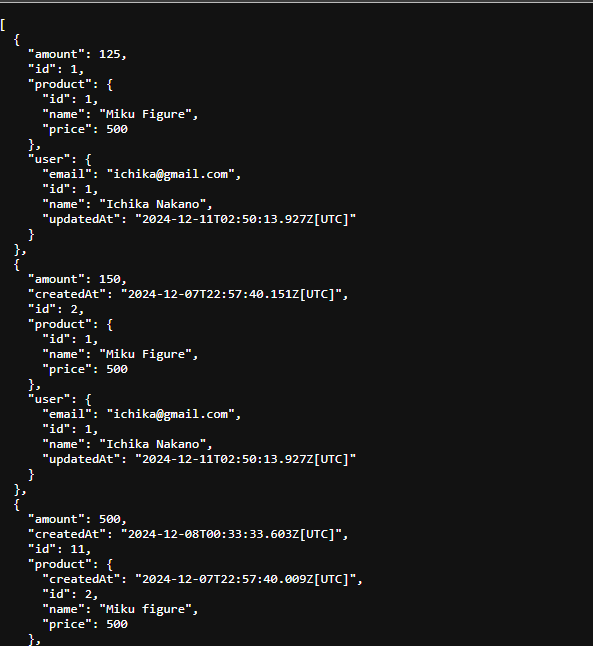 [
  {
    "amount": 125,
    "id": 1,
    "product": {
      "id": 1,
      "name": "Miku Figure",
      "price": 500
    },
    "user": {
      "email": "ichika@gmail.com",
      "id": 1,
      "name": "Ichika Nakano",
      "updatedAt": "2024-12-11T02:50:13.927Z[UTC]"
    }
  },
  {
    "amount": 150,
    "createdAt": "2024-12-07T22:57:40.151Z[UTC]",
    "id": 2,
    "product": {
      "id": 1,
      "name": "Miku Figure",
      "price": 500
    },
    "user": {
      "email": "ichika@gmail.com",
      "id": 1,
      "name": "Ichika Nakano",
      "updatedAt": "2024-12-11T02:50:13.927Z[UTC]"
    }
  },
  {
    "amount": 500,
    "createdAt": "2024-12-08T00:33:33.603Z[UTC]",
    "id": 11,
    "product": {
      "createdAt": "2024-12-07T22:57:40.009Z[UTC]",
      "id": 2,
      "name": "Miku figure",
      "price": 500
    },